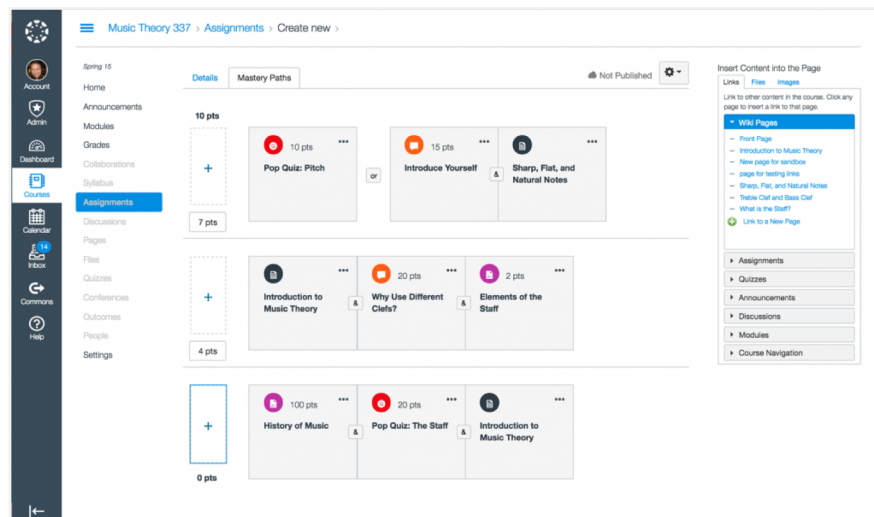 Music Theory 337 > Assignments > Create new >
Account
Admin
Dashboard
Courses
Calendar
14
Inbox
Commons
Help
Spring 15
Home
Announcements
Modules
Grades
Collaborations
Syllabus
Assignments
Discussions
Pages
Files
Quizzes
Conferences
Outcomes
People
Settings
Details
Mastery Paths
Not Published
10 pts
+
7 pts
10 pts
Pop Quiz: Pitch
or
15 pts
Introduce Yourself
&
Sharp, Flat, and
Natural Notes
+
4 pts
Introduction to
Music Theory
&
20 pts
Why Use Different
Clefs?
&
2 pts
Elements of the
Staff
+
0 pts
100 pts
History of Music
&
20 pts
Pop Quiz: The Staff
&
Introduction to
Music Theory
Insert Content into the Page
Links
Files
Images
Link to other content in the course. Click any
page to insert a link to that page.
Wiki Pages
Front Page
Introduction to Music Theory
New page for sandbox
page for testing links
Sharp, Flat, and Natural Notes
Treble Clef and Bass Clef
What is the Staff?
Link to a New Page
Assignments
Quizzes
Announcements
Discussions
Modules
Course Navigation